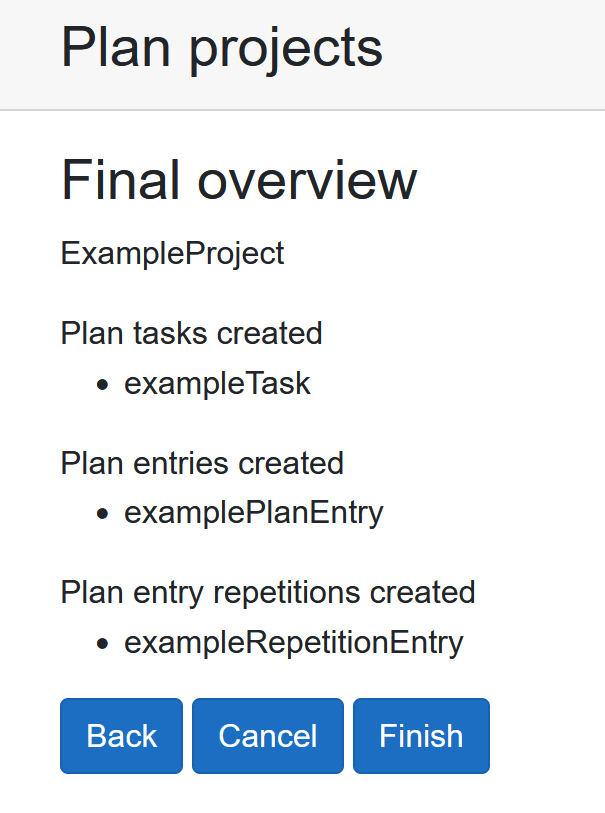 Plan projects
Final overview
ExampleProject
Plan tasks created
exampleTask
Plan entries created
examplePlanEntry
Plan entry repetitions created
exampleRepetitionEntry
Back Cancel Finish